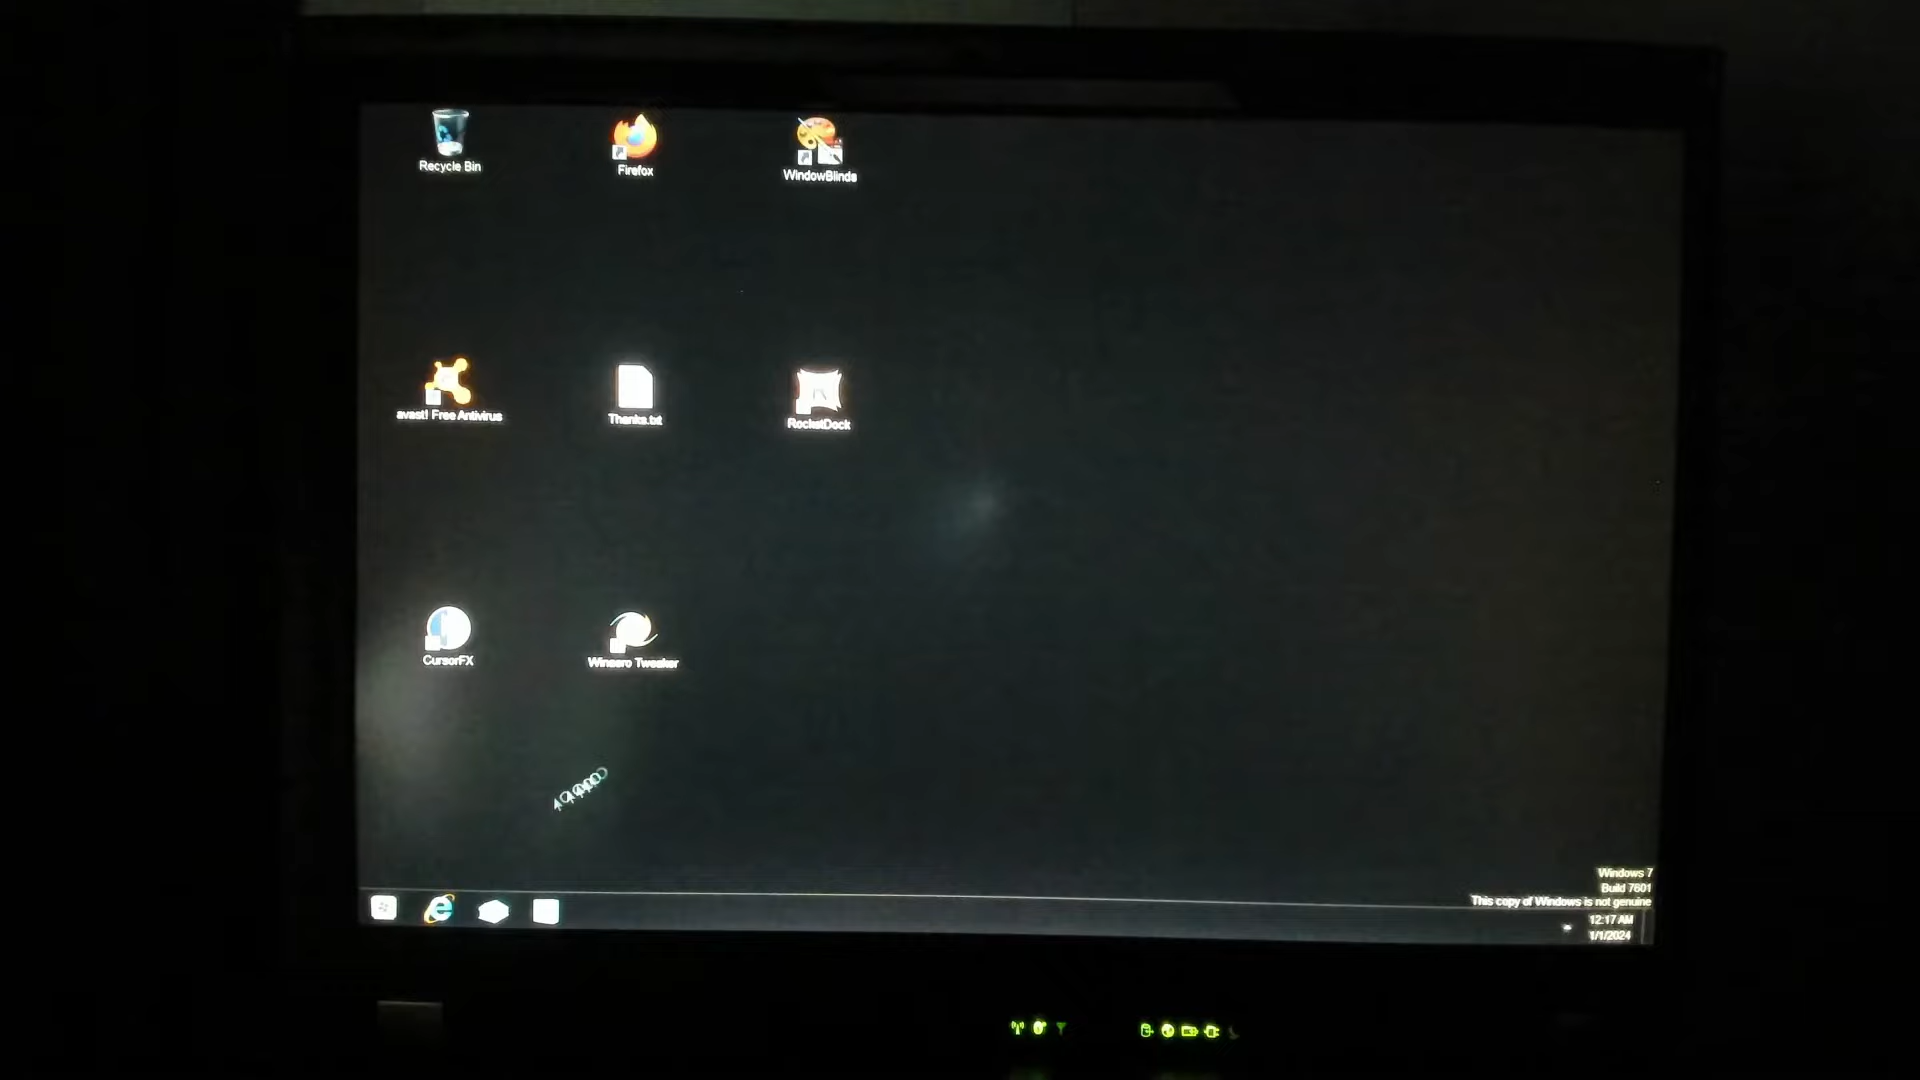 Recycle Bin
Firefox
WindowBlinds
avast! Free Antivirus
Thanks.txt
RocketDock
CursorFX
Winaero Tweaker
Windows 7
Build 7601
This copy of Windows is not genuine
12:17 AM
1/1/2024